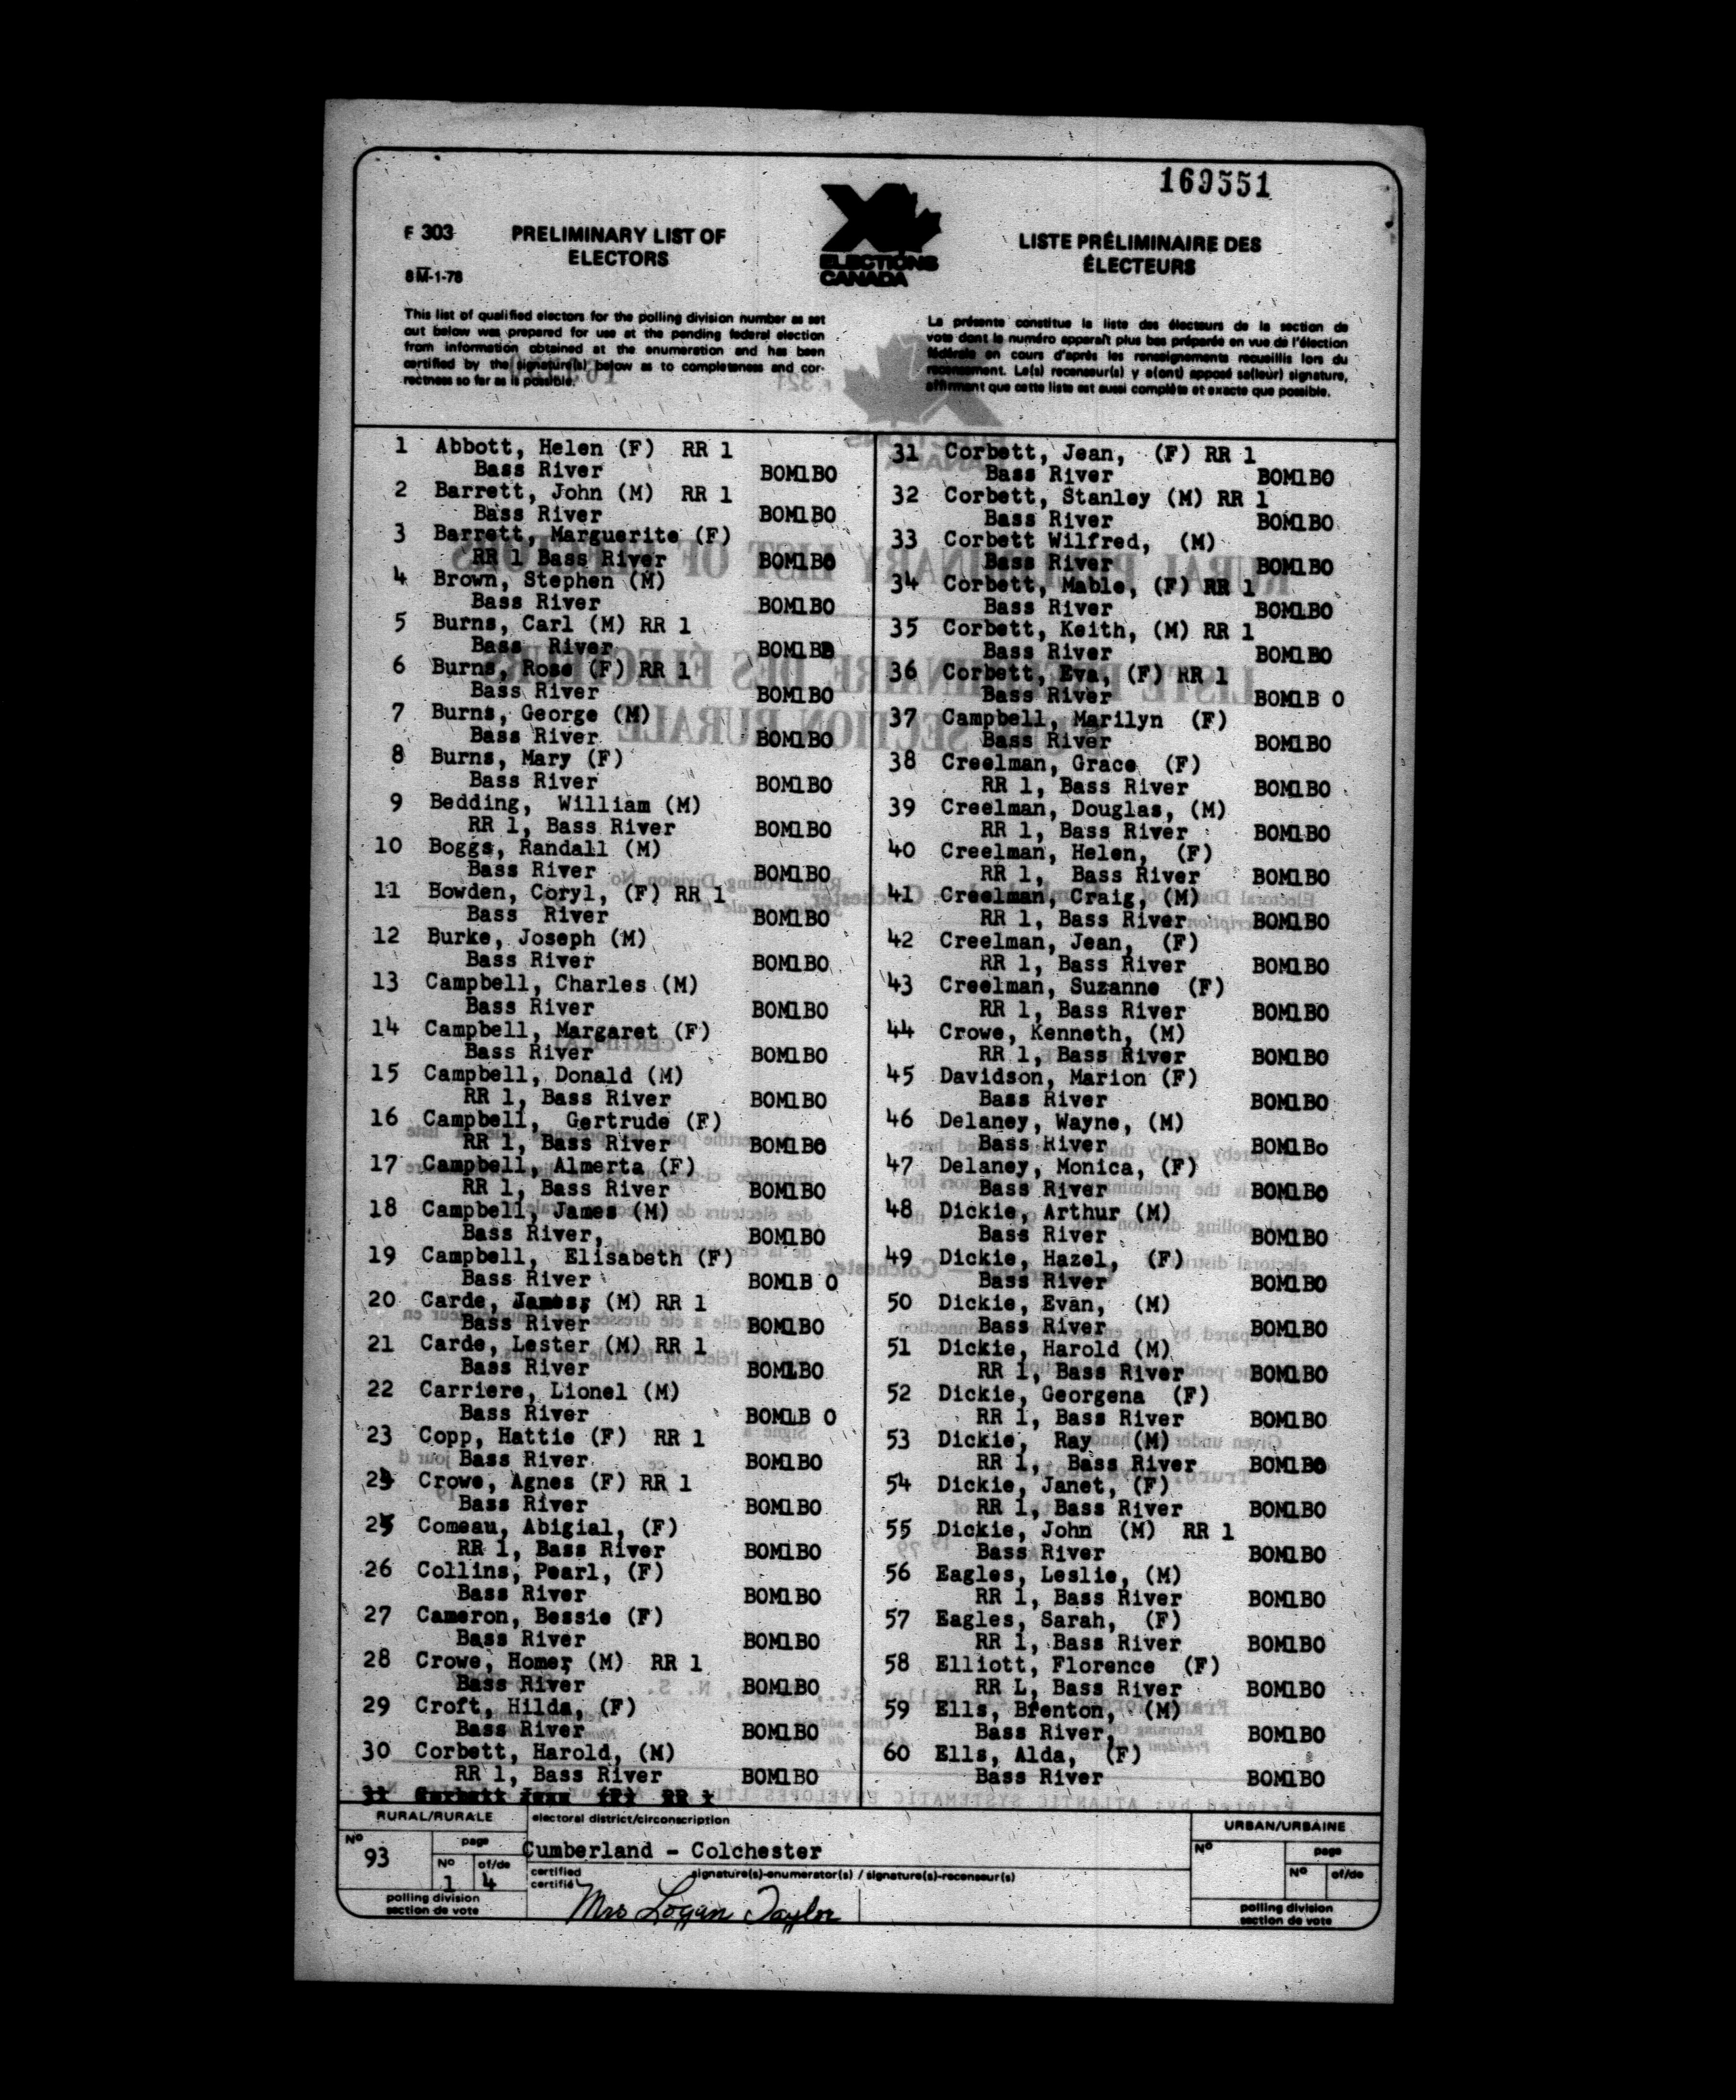 169551
F 303
PRELIMINARY LIST OF
ELECTORS
8 M-1-78
ELECTIONS
CANADA
LISTE PRÉLIMINAIRE DES
ÉLECTEURS
This list of qualified electors for the polling division number as set
out below was prepared for use at the pending federal election
from information obtained at the enumeration and has been
certified by the signature(s) below as to completeness and cor-
rectness so far as is possible.
La présente constitue la liste des électeurs de la section de
vote dont le numéro apparaît plus bas préparée en vue de l'élection
fédérale en cours d'après les renseignements recueillis lors du
recensement. Le(s) recenseur(s) y a(ont) apposé sa(leur) signature,
affirmant que cette liste est aussi complète et exacte que possible.
1 Abbott, Helen (F) RR 1
Bass River BOM1BO
2 Barrett, John (M) RR 1
Bass River BOM1BO
3 Barrett, Marguerite (F)
RR 1 Bass River BOM1BO
4 Brown, Stephen (M)
Bass River BOM1BO
5 Burns, Carl (M) RR 1
Bass River BOM1BO
6 Burns, Rose (F) RR 1
Bass River BOM1BO
7 Burns, George (M)
Bass River BOM1BO
8 Burns, Mary (F)
Bass River BOM1BO
9 Bedding, William (M)
RR 1, Bass River BOM1BO
10 Boggs, Randall (M)
Bass River BOM1BO
11 Bowden, Coryl, (F) RR 1
Bass River BOM1BO
12 Burke, Joseph (M)
Bass River BOM1BO
13 Campbell, Charles (M)
Bass River BOM1BO
14 Campbell, Margaret (F)
Bass River BOM1BO
15 Campbell, Donald (M)
RR 1, Bass River BOM1BO
16 Campbell, Gertrude (F)
RR 1, Bass River BOM1BO
17 Campbell, Almerta (F)
RR 1, Bass River BOM1BO
18 Campbell, James (M)
Bass River, BOM1BO
19 Campbell, Elisabeth (F)
Bass River BOM1B O
20 Carde, James, (M) RR 1
Bass River BOM1BO
21 Carde, Lester (M) RR 1
Bass River BOM1BO
22 Carriere, Lionel (M)
Bass River BOM1B O
23 Copp, Hattie (F) RR 1
Bass River BOM1BO
24 Crowe, Agnes (F) RR 1
Bass River BOM1BO
25 Comeau, Abigial, (F)
RR 1, Bass River BOM1BO
26 Collins, Pearl, (F)
Bass River BOM1BO
27 Cameron, Bessie (F)
Bass River BOM1BO
28 Crowe, Homer (M) RR 1
Bass River BOM1BO
29 Croft, Hilda, (F)
Bass River BOM1BO
30 Corbett, Harold, (M)
RR 1, Bass River BOM1BO
31 Corbett Jean (F) RR 1
31 Corbett, Jean, (F) RR 1
Bass River BOM1BO
32 Corbett, Stanley (M) RR 1
Bass River BOM1BO
33 Corbett Wilfred, (M)
Bass River BOM1BO
34 Corbett, Mable, (F) RR 1
Bass River BOM1BO
35 Corbett, Keith, (M) RR 1
Bass River BOM1BO
36 Corbett, Eva, (F) RR 1
Bass River BOM1B O
37 Campbell, Marilyn (F)
Bass River BOM1BO
38 Creelman, Grace (F)
RR 1, Bass River BOM1BO
39 Creelman, Douglas, (M)
RR 1, Bass River BOM1BO
40 Creelman, Helen, (F)
RR 1, Bass River BOM1BO
41 Creelman, Craig, (M)
RR 1, Bass River BOM1BO
42 Creelman, Jean, (F)
RR 1, Bass River BOM1BO
43 Creelman, Suzanne (F)
RR 1, Bass River BOM1BO
44 Crowe, Kenneth, (M)
RR 1, Bass River BOM1BO
45 Davidson, Marion (F)
Bass River BOM1BO
46 Delaney, Wayne, (M)
Bass River BOM1Bo
47 Delaney, Monica, (F)
Bass River BOM1BO
48 Dickie, Arthur (M)
Bass River BOM1BO
49 Dickie, Hazel, (F)
Bass River BOM1BO
50 Dickie, Evan, (M)
Bass River BOM1BO
51 Dickie, Harold (M)
RR 1, Bass River BOM1BO
52 Dickie, Georgena (F)
RR 1, Bass River BOM1BO
53 Dickie, Ray (M)
RR 1, Bass River BOM1BO
54 Dickie, Janet, (F)
RR 1, Bass River BOM1BO
55 Dickie, John (M) RR 1
Bass River BOM1BO
56 Eagles, Leslie, (M)
RR 1, Bass River BOM1BO
57 Eagles, Sarah, (F)
RR 1, Bass River BOM1BO
58 Elliott, Florence (F)
RR L, Bass River BOM1BO
59 Ells, Brenton, (M)
Bass River, BOM1BO
60 Ells, Alda, (F)
Bass River BOM1BO
RURAL/RURALE
No
93
page
No
1
of/de
4
polling division
section de vote
electoral district/circonscription
Cumberland - Colchester
certified
certifié
signature(s)-enumerator(s) / signature(s)-recenseur(s)
Mrs Logan Taylor
URBAN/URBAINE
No
page
No
of/de
polling division
section de vote